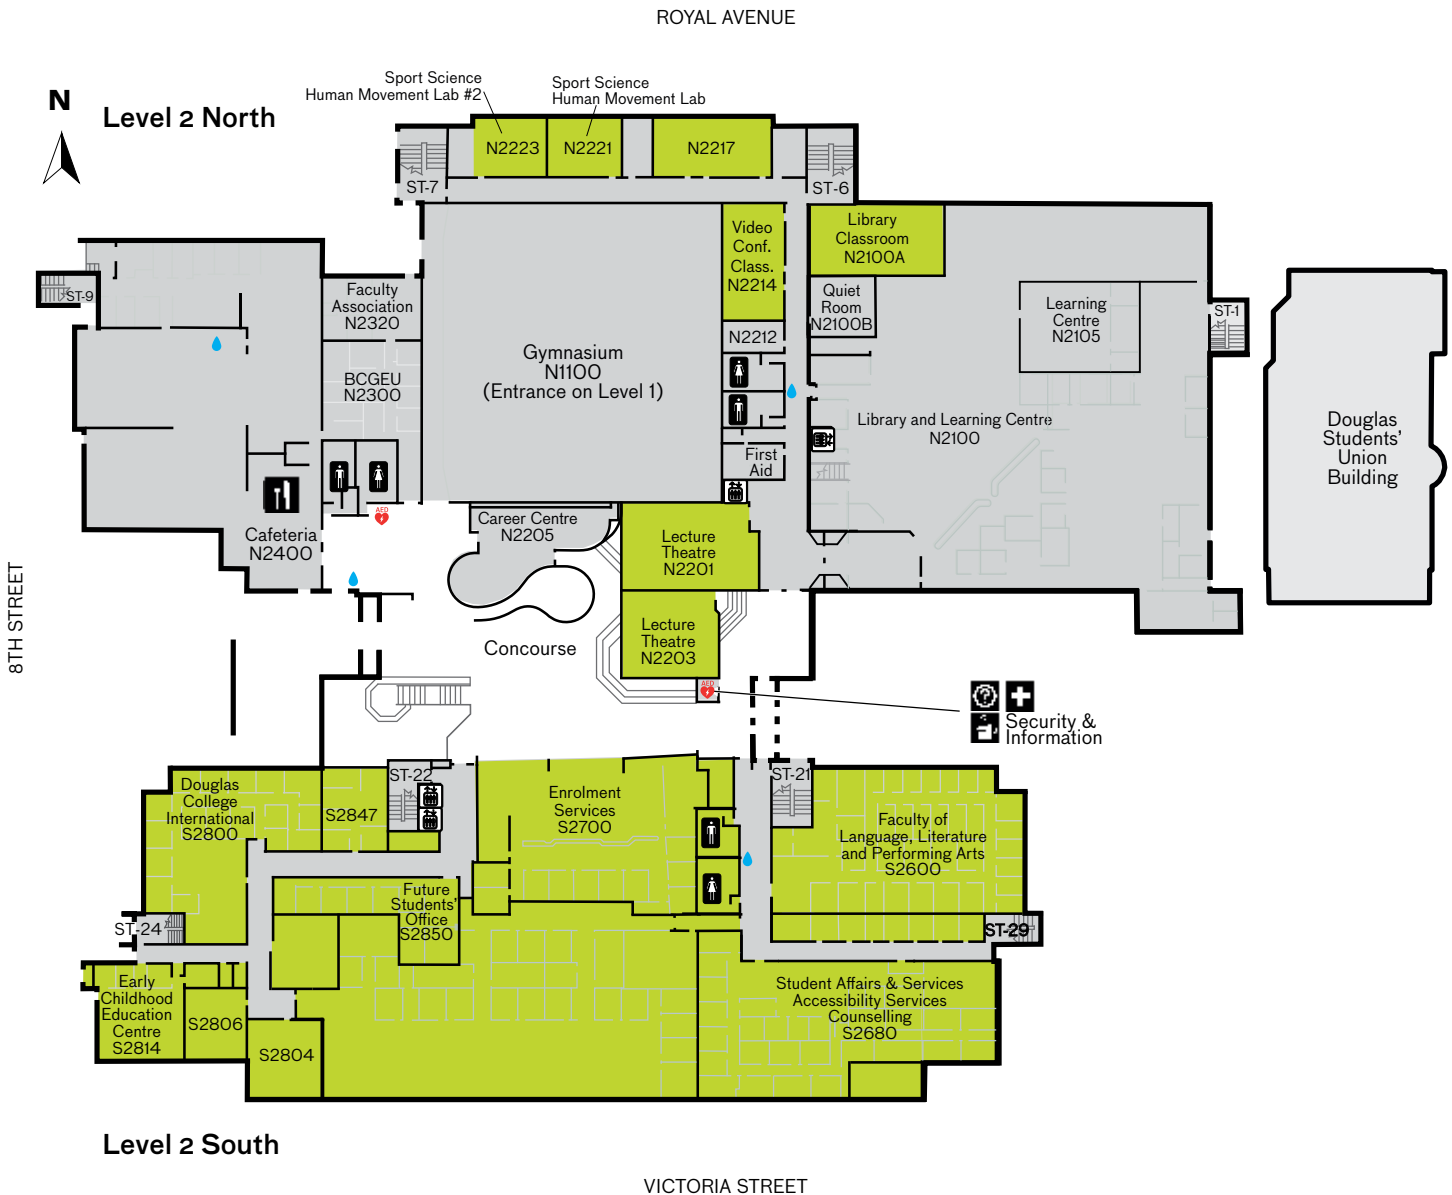 ROYAL AVENUE
N
Level 2 North
Sport Science
Human Movement Lab #2
Sport Science
Human Movement Lab
N2223
N2221
N2217
ST-7
ST-6
Video
Conf.
Class.
N2214
Library
Classroom
N2100A
ST-9
Faculty
Association
N2320
Quiet
Room
N2100B
Learning
Centre
N2105
ST-1
N2212
Gymnasium
N1100
(Entrance on Level 1)
BCGEU
N2300
Library and Learning Centre
N2100
Douglas
Students'
Union
Building
First
Aid
AED
Career Centre
N2205
Cafeteria
N2400
Lecture
Theatre
N2201
8TH STREET
Lecture
Theatre
N2203
Concourse
AED
Security &
Information
ST-22
ST-21
Douglas
College
International
S2800
S2847
Enrolment
Services
S2700
Faculty of
Language, Literature
and Performing Arts
S2600
Future
Students'
Office
S2850
ST-24
ST-29
Early
Childhood
Education
Centre
S2814
S2806
S2804
Student Affairs & Services
Accessibility Services
Counselling
S2680
Level 2 South
VICTORIA STREET